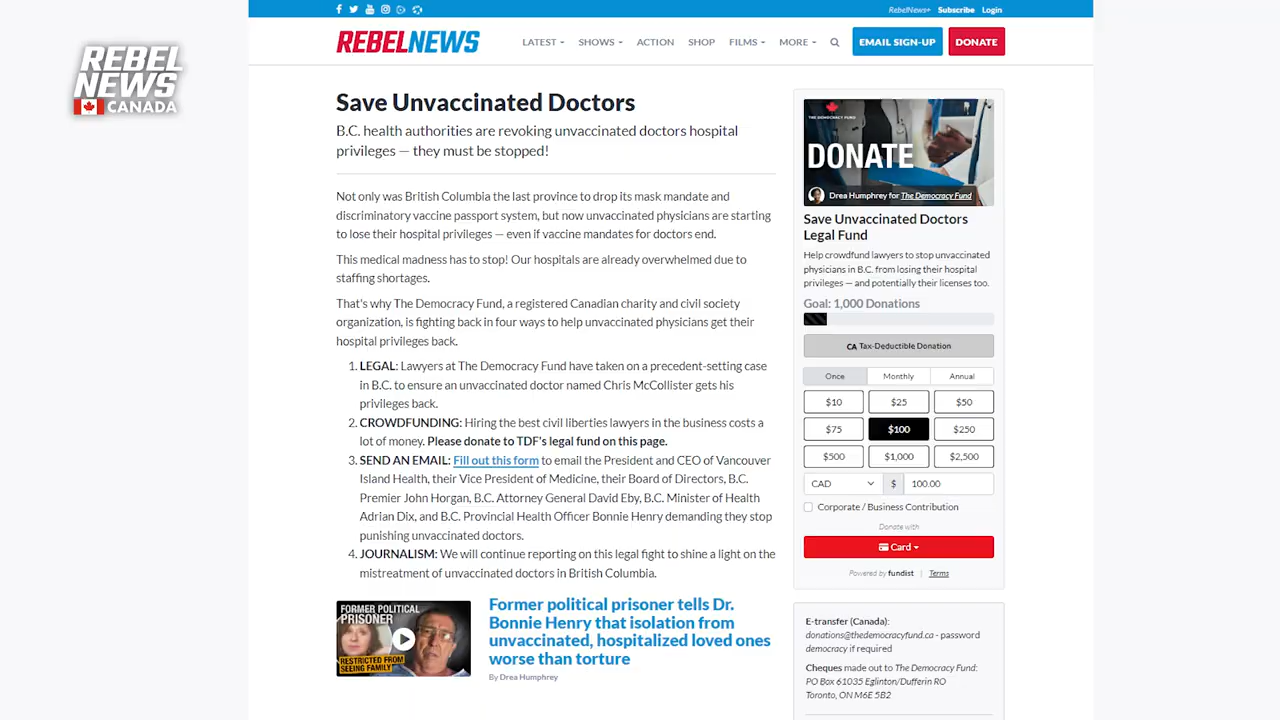 RebelNews+ Subscribe Login
REBEL
NEWS
CANADA
REBELNEWS
LATEST SHOWS ACTION SHOP FILMS MORE
EMAIL SIGN-UP DONATE
Save Unvaccinated Doctors
B.C. health authorities are revoking unvaccinated doctors hospital
privileges — they must be stopped!
Not only was British Columbia the last province to drop its mask mandate and
discriminatory vaccine passport system, but now unvaccinated physicians are starting
to lose their hospital privileges — even if vaccine mandates for doctors end.
This medical madness has to stop! Our hospitals are already overwhelmed due to
staffing shortages.
That's why The Democracy Fund, a registered Canadian charity and civil society
organization, is fighting back in four ways to help unvaccinated physicians get their
hospital privileges back.
1. LEGAL: Lawyers at The Democracy Fund have taken on a precedent-setting case
in B.C. to ensure an unvaccinated doctor named Chris McCollister gets his
privileges back.
2. CROWDFUNDING: Hiring the best civil liberties lawyers in the business costs a
lot of money. Please donate to TDF's legal fund on this page.
3. SEND AN EMAIL: Fill out this form to email the President and CEO of Vancouver
Island Health, their Vice President of Medicine, their Board of Directors, B.C.
Premier John Horgan, B.C. Attorney General David Eby, B.C. Minister of Health
Adrian Dix, and B.C. Provincial Health Officer Bonnie Henry demanding they stop
punishing unvaccinated doctors.
4. JOURNALISM: We will continue reporting on this legal fight to shine a light on the
mistreatment of unvaccinated doctors in British Columbia.
FORMER POLITICAL
PRISONER
RESTRICTED FROM
SEEING FAMILY
Former political prisoner tells Dr.
Bonnie Henry that isolation from
unvaccinated, hospitalized loved ones
worse than torture
By Drea Humphrey
THE DEMOCRACY FUND
DONATE
Drea Humphrey for The Democracy Fund
Save Unvaccinated Doctors
Legal Fund
Help crowdfund lawyers to stop unvaccinated
physicians in B.C. from losing their hospital
privileges — and potentially their licenses too.
Goal: 1,000 Donations
CA Tax-Deductible Donation
Once Monthly Annual
$10 $25 $50
$75 $100 $250
$500 $1,000 $2,500
CAD $ 100.00
Corporate / Business Contribution
Donate with
Card
Powered by fundist | Terms
E-transfer (Canada):
donations@thedemocracyfund.ca - password
democracy if required
Cheques made out to The Democracy Fund:
PO Box 61035 Eglinton/Dufferin RO
Toronto, ON M6E 5B2